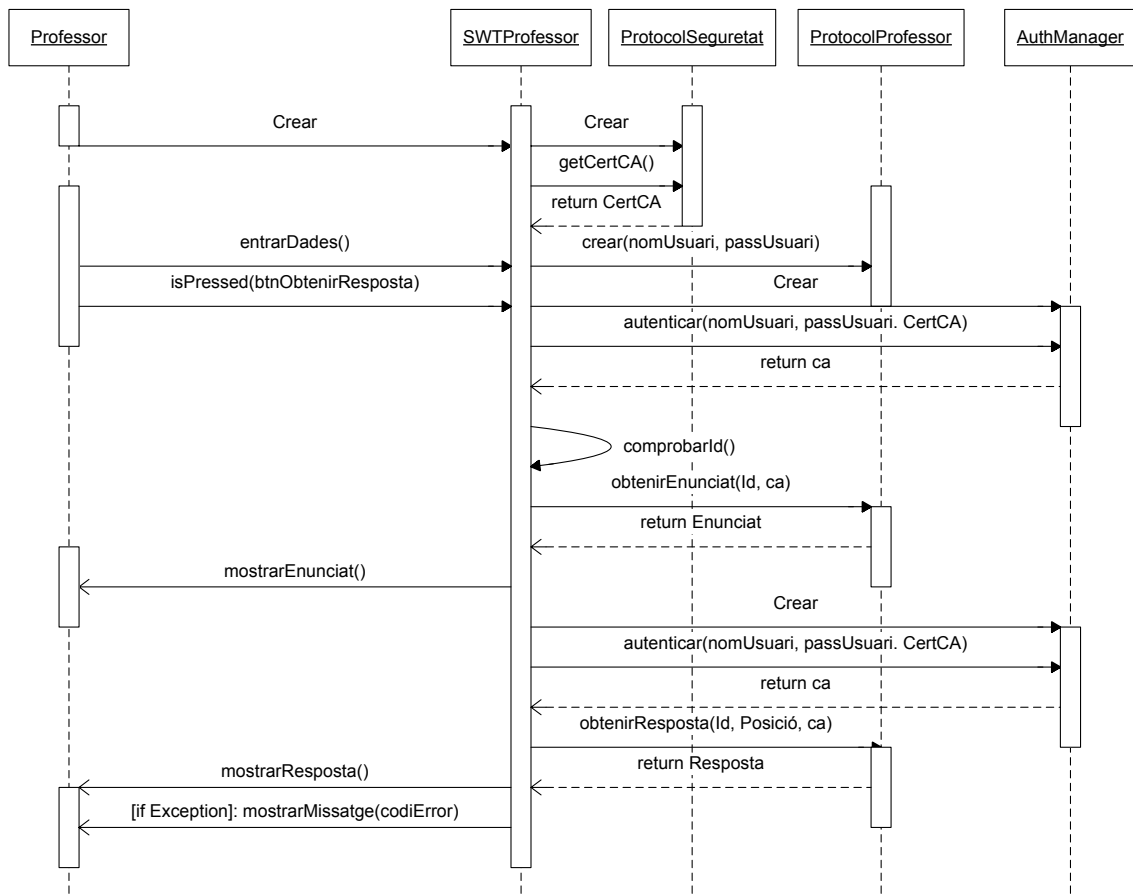 Professor
SWTProfessor
ProtocolSeguretat
ProtocolProfessor
AuthManager
Crear
Crear
getCertCA()
return CertCA
entrarDades()
crear(nomUsuari, passUsuari)
isPressed(btnObtenirResposta)
Crear
autenticar(nomUsuari, passUsuari. CertCA)
return ca
comprobarId()
obtenirEnunciat(Id, ca)
return Enunciat
mostrarEnunciat()
Crear
autenticar(nomUsuari, passUsuari. CertCA)
return ca
obtenirResposta(Id, Posició, ca)
return Resposta
mostrarResposta()
[if Exception]: mostrarMissatge(codiError)